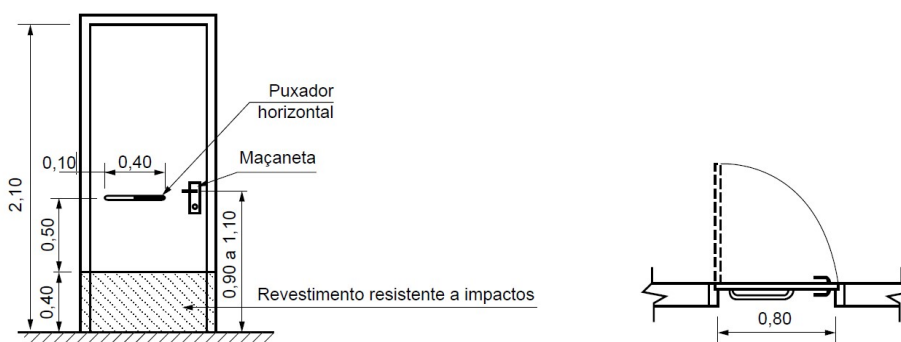 Puxador
horizontal
Maçaneta
0,10
0,40
2,10
0,50
0,90 a 1,10
0,40
Revestimento resistente a impactos
0,80